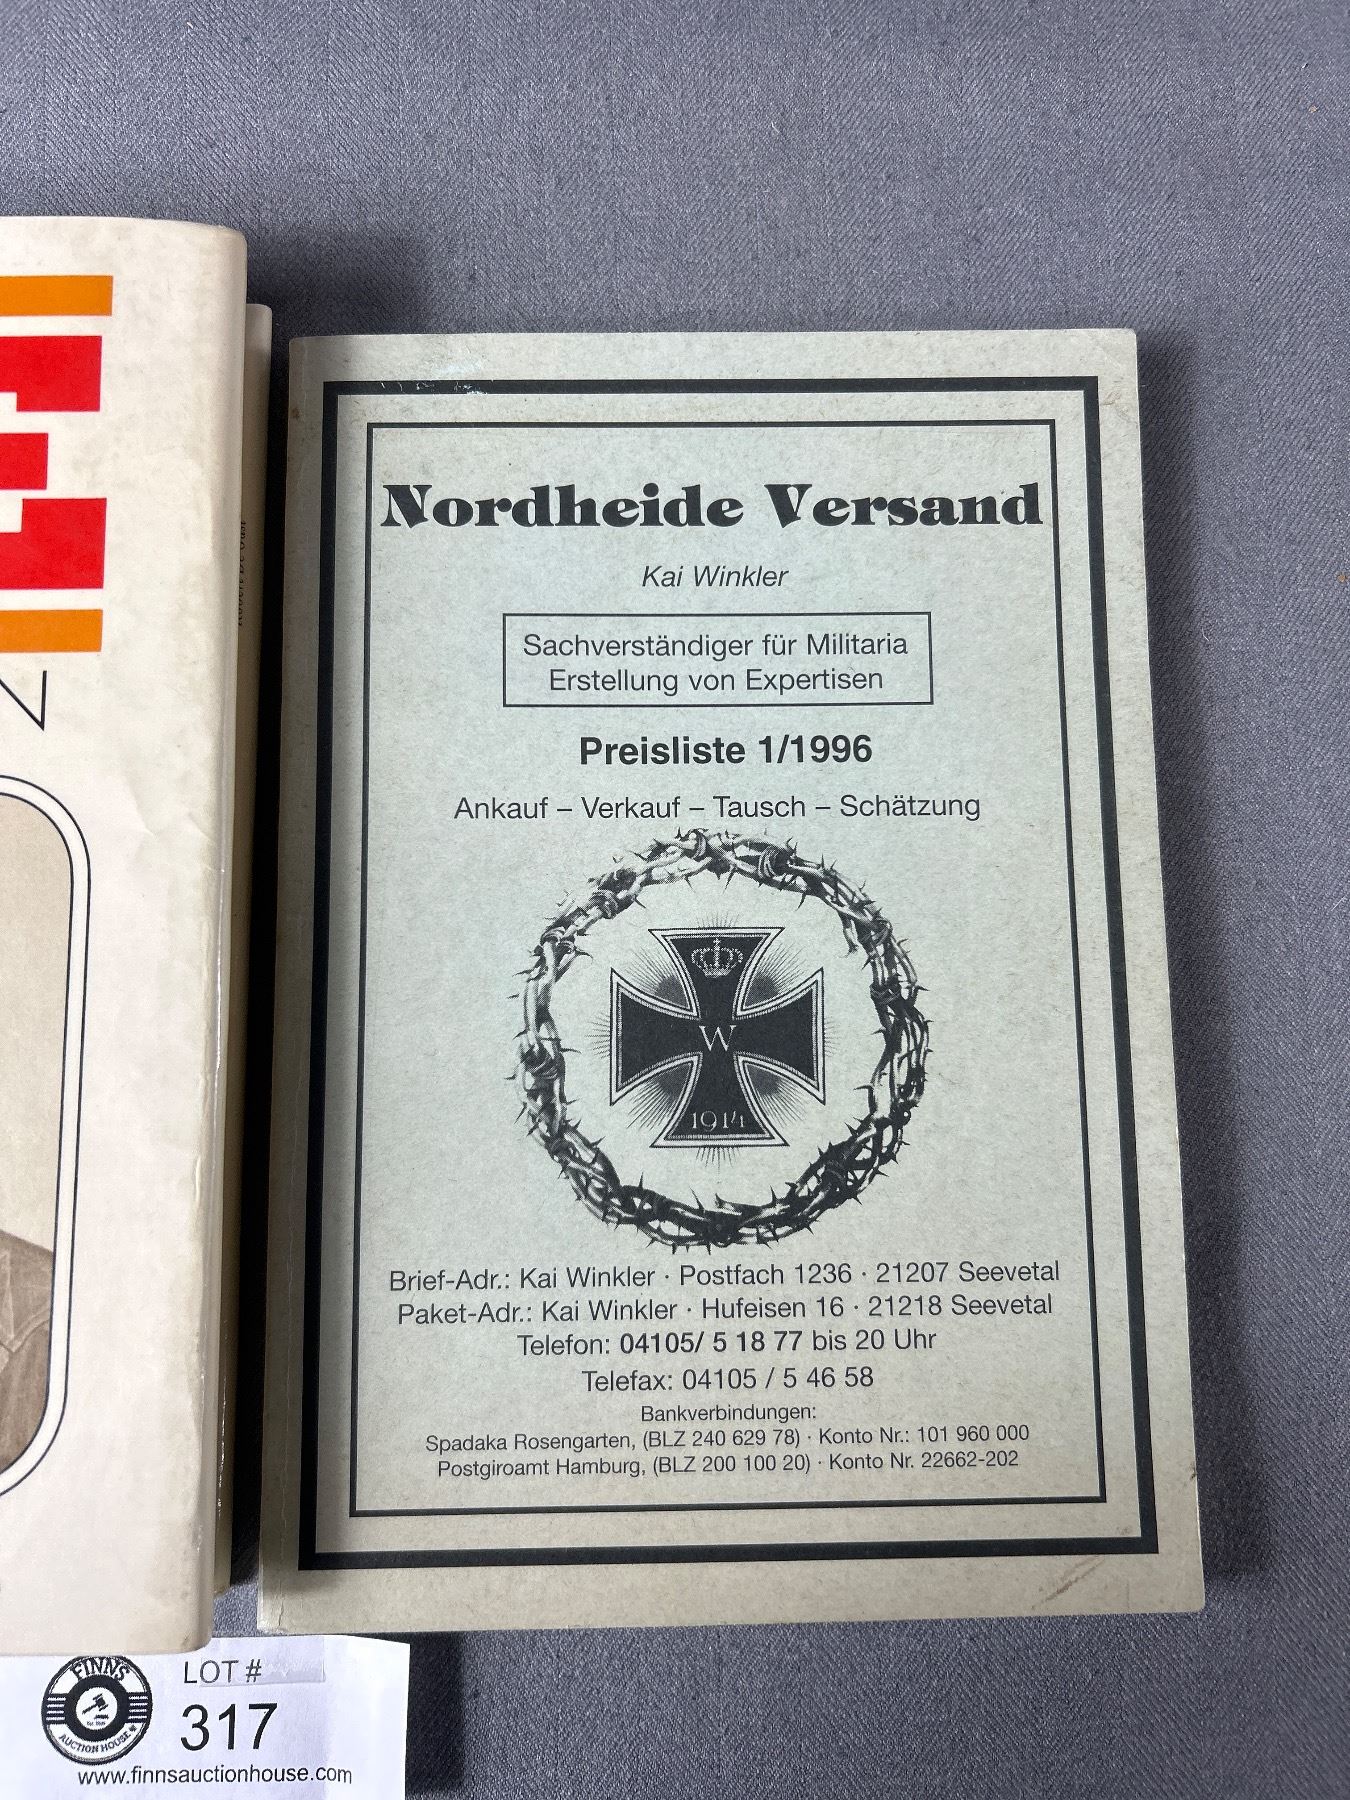 Nordheide Versand
Kai Winkler
Sachverständiger für Militaria
Erstellung von Expertisen
Preisliste 1/1996
Ankauf – Verkauf – Tausch – Schätzung
W
1914
Brief-Adr.: Kai Winkler · Postfach 1236 · 21207 Seevetal
Paket-Adr.: Kai Winkler · Hufeisen 16 · 21218 Seevetal
Telefon: 04105/ 5 18 77 bis 20 Uhr
Telefax: 04105 / 5 46 58
Bankverbindungen:
Spadaka Rosengarten, (BLZ 240 629 78) · Konto Nr.: 101 960 000
Postgiroamt Hamburg, (BLZ 200 100 20) · Konto Nr. 22662-202
FINNS
AUCTION HOUSE
LOT #
317
www.finnsauctionhouse.com